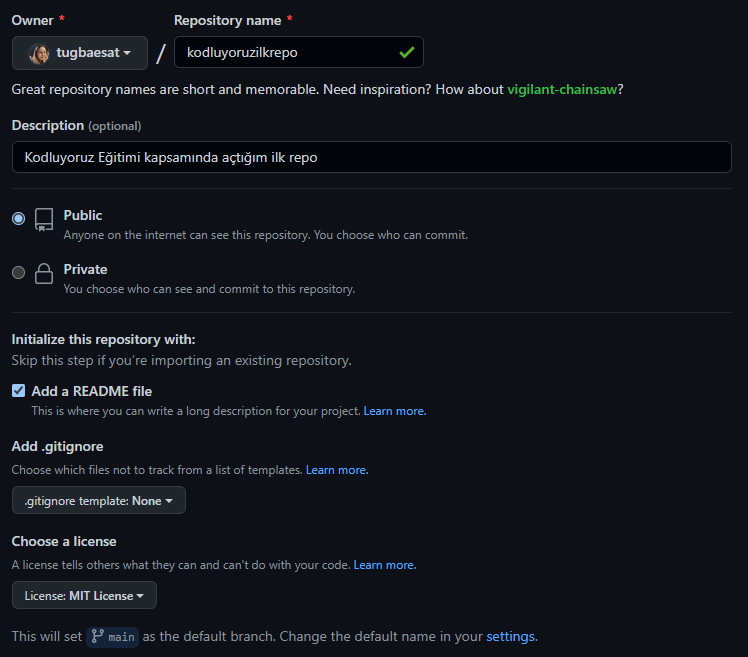 Owner * Repository name *
tugbaesat / kodluyoruzilkrepo
Great repository names are short and memorable. Need inspiration? How about vigilant-chainsaw?
Description (optional)
Kodluyoruz Eğitimi kapsamında açtığım ilk repo
Public
Anyone on the internet can see this repository. You choose who can commit.
Private
You choose who can see and commit to this repository.
Initialize this repository with:
Skip this step if you’re importing an existing repository.
Add a README file
This is where you can write a long description for your project. Learn more.
Add .gitignore
Choose which files not to track from a list of templates. Learn more.
.gitignore template: None
Choose a license
A license tells others what they can and can't do with your code. Learn more.
License: MIT License
This will set main as the default branch. Change the default name in your settings.